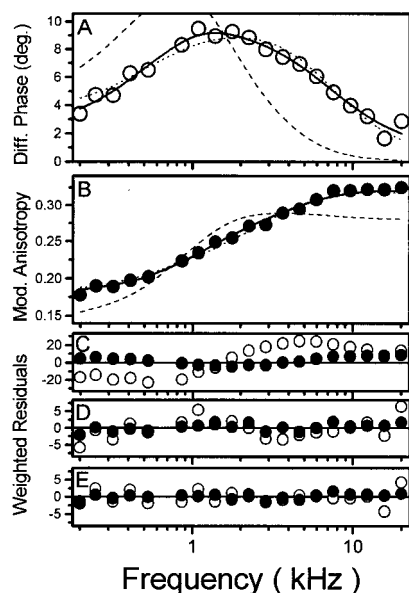 A
Diff. Phase (deg.)
10
8
6
4
2
0
B
Mod. Anisotropy
0.30
0.25
0.20
0.15
Weighted Residuals
C
20
0
-20
D
5
0
-5
E
5
0
-5
1
10
Frequency ( kHz )